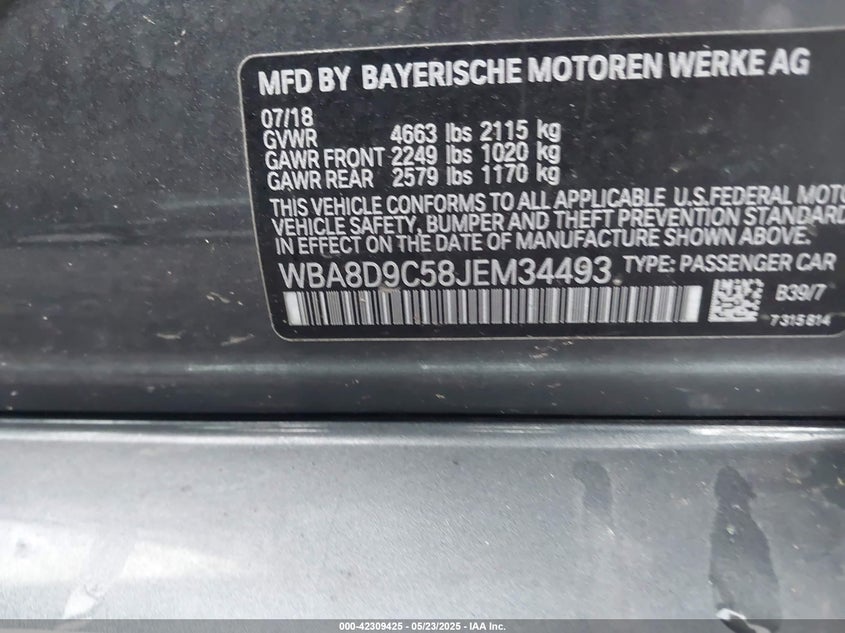 MFD BY BAYERISCHE MOTOREN WERKE AG
07/18
GVWR 4663 lbs 2115 kg
GAWR FRONT 2249 lbs 1020 kg
GAWR REAR 2579 lbs 1170 kg
THIS VEHICLE CONFORMS TO ALL APPLICABLE U.S.FEDERAL MOTO
VEHICLE SAFETY, BUMPER AND THEFT PREVENTION STANDARD
IN EFFECT ON THE DATE OF MANUFACTURE SHOWN ABOVE.
WBA8D9C58JEM34493 TYPE: PASSENGER CAR
B39/7
7315814
000-42309425 - 05/23/2025 - IAA Inc.